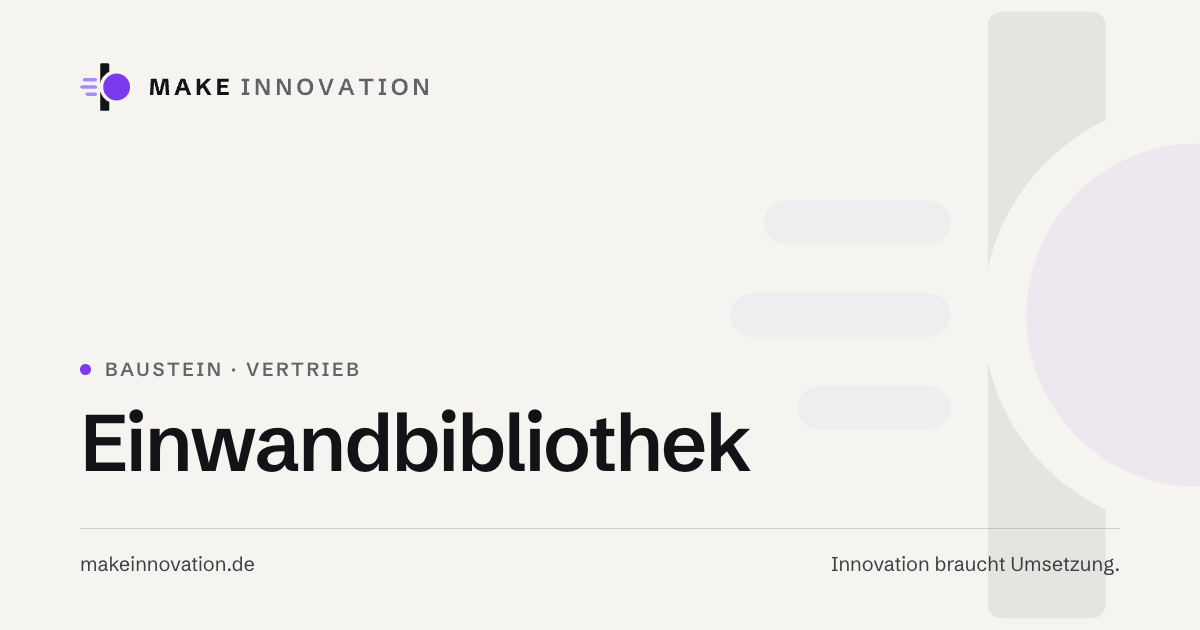 MAKE INNOVATION
BAUSTEIN · VERTRIEB
Einwandbibliothek
makeinnovation.de
Innovation braucht Umsetzung.